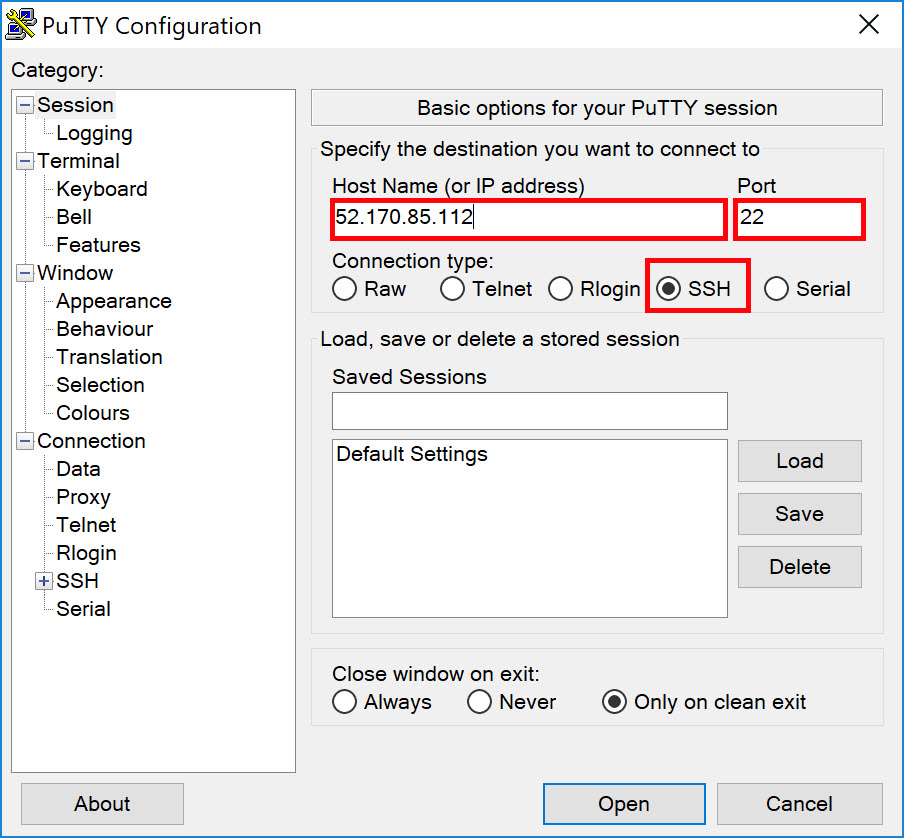 PuTTY Configuration
Category:
Session
Logging
Terminal
Keyboard
Bell
Features
Window
Appearance
Behaviour
Translation
Selection
Colours
Connection
Data
Proxy
Telnet
Rlogin
SSH
Serial
Basic options for your PuTTY session
Specify the destination you want to connect to
Host Name (or IP address) Port
52.170.85.112 22
Connection type:
Raw Telnet Rlogin SSH Serial
Load, save or delete a stored session
Saved Sessions
Default Settings
Load
Save
Delete
Close window on exit:
Always Never Only on clean exit
About Open Cancel